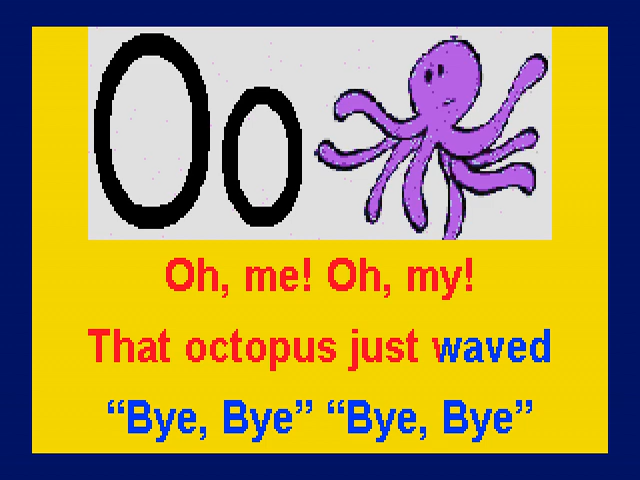 Oo
Oh, me! Oh, my!
That octopus just waved
“Bye, Bye” “Bye, Bye”